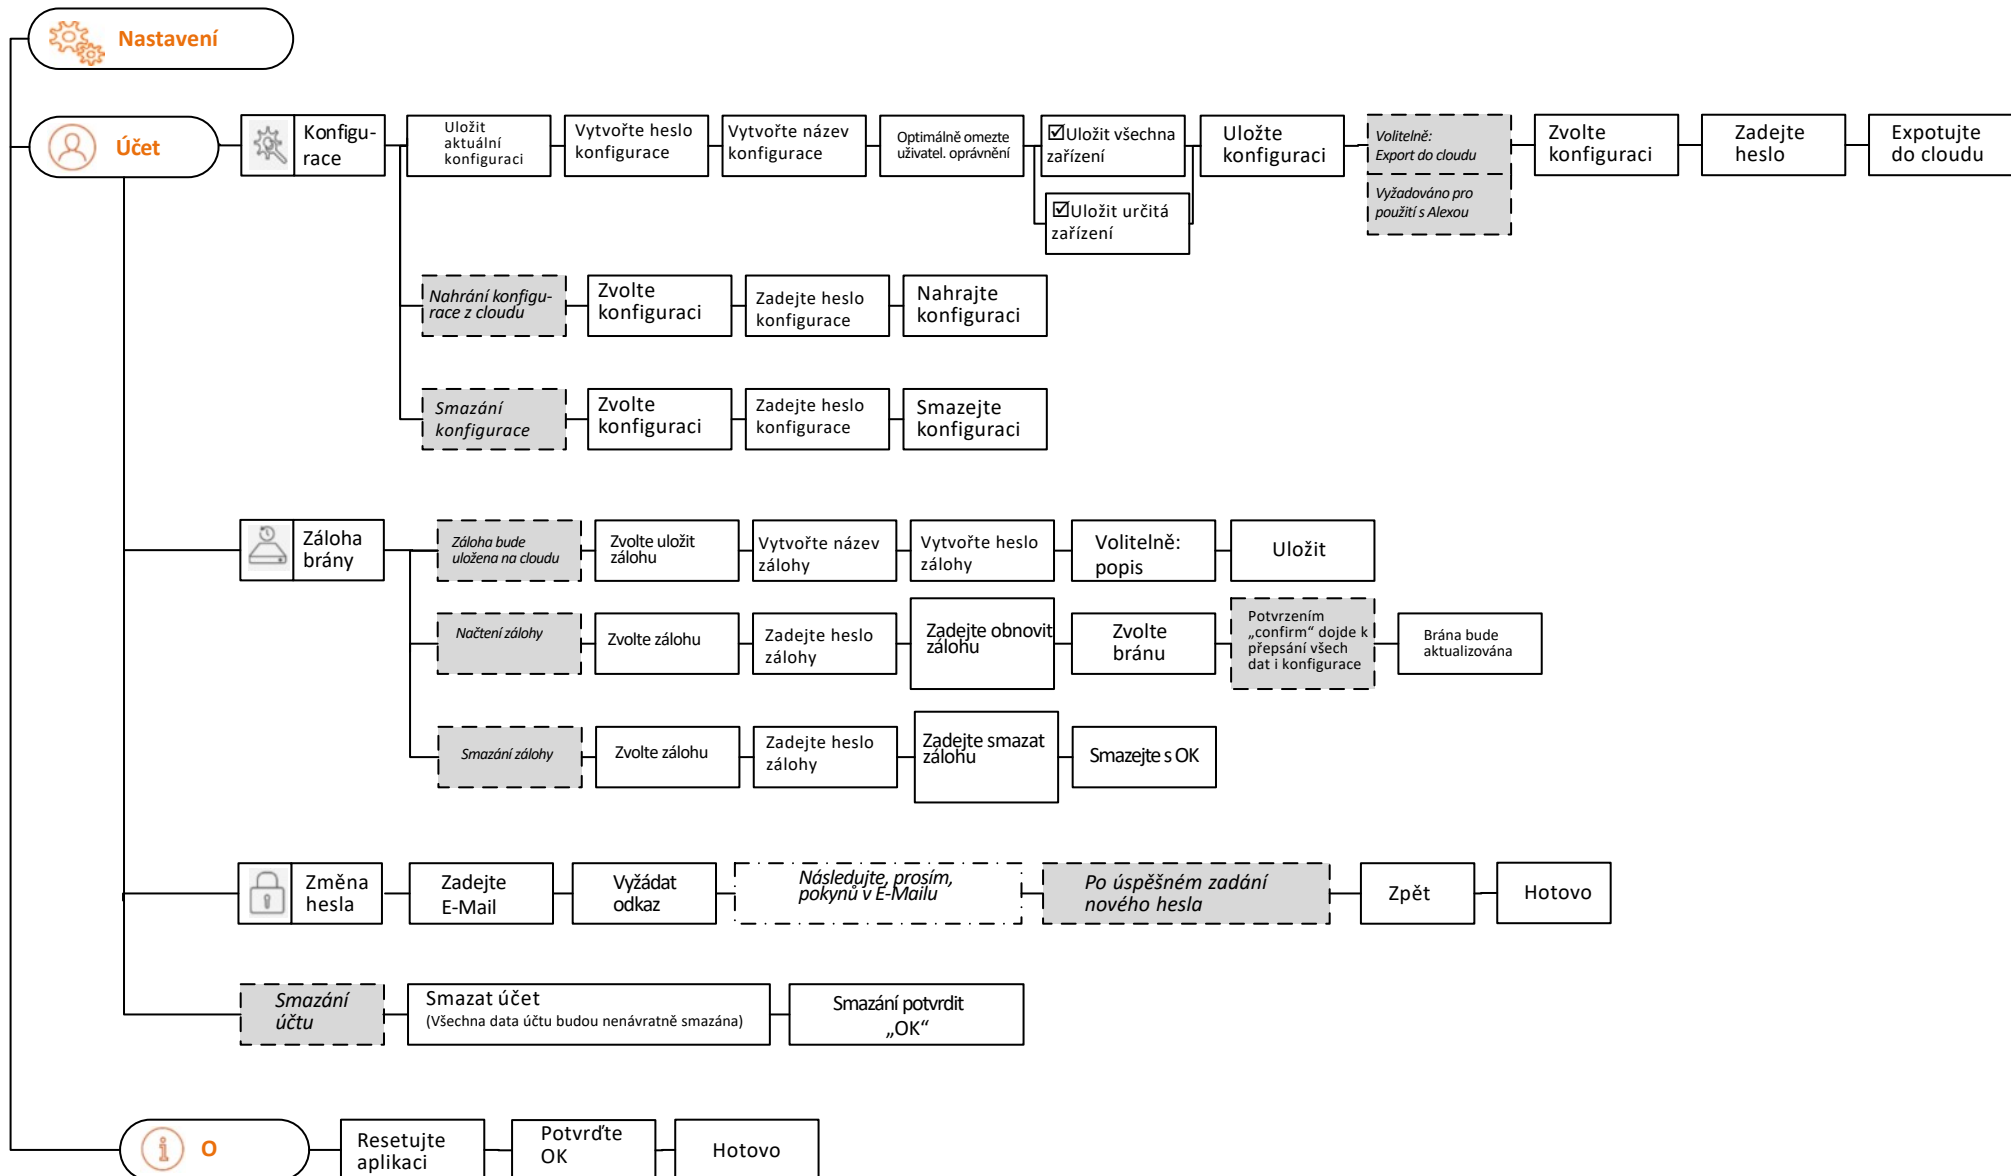 Nastavení
Účet
Konfigu-
race
Uložit
aktuální
konfiguraci
Vytvořte heslo
konfigurace
Vytvořte název
konfigurace
Optimálně omezte
uživatel. oprávnění
☑Uložit všechna
zařízení
☑Uložit určitá
zařízení
Uložte
konfiguraci
Volitelně:
Export do cloudu
Vyžadováno pro
použití s Alexou
Zvolte
konfiguraci
Zadejte
heslo
Expotujte
do cloudu
Nahrání konfigu-
race z cloudu
Zvolte
konfiguraci
Zadejte heslo
konfigurace
Nahrajte
konfiguraci
Smazání
konfigurace
Zvolte
konfiguraci
Zadejte heslo
konfigurace
Smazejte
konfiguraci
Záloha
brány
Záloha bude
uložena na cloudu
Zvolte uložit
zálohu
Vytvořte název
zálohy
Vytvořte heslo
zálohy
Volitelně:
popis
Uložit
Načtení zálohy
Zvolte zálohu
Zadejte heslo
zálohy
Zadejte obnovit
zálohu
Zvolte
bránu
Potvrzením
„confirm“ dojde k
přepsání všech
dat i konfigurace
Brána bude
aktualizována
Smazání zálohy
Zvolte zálohu
Zadejte heslo
zálohy
Zadejte smazat
zálohu
Smazejte s OK
Změna
hesla
Zadejte
E-Mail
Vyžádat
odkaz
Následujte, prosím,
pokynů v E-Mailu
Po úspěšném zadání
nového hesla
Zpět
Hotovo
Smazání
účtu
Smazat účet
(Všechna data účtu budou nenávratně smazána)
Smazání potvrdit
„OK“
O
Resetujte
aplikaci
Potvrďte
OK
Hotovo